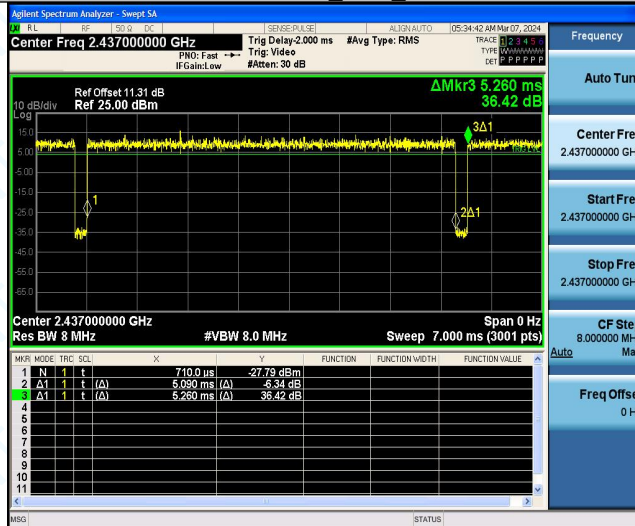 Agilent Spectrum Analyzer - Swept SA
RL RF 50 Ω DC SENSE:PULSE ALIGN AUTO 05:34:42 AM Mar 07, 2024
Center Freq 2.437000000 GHz
PNO: Fast
IFGain:Low
Trig Delay-2.000 ms
Trig: Video
#Atten: 30 dB
#Avg Type: RMS
TRACE 1 2 3 4 5 6
TYPE
DET P P P P P P
Frequency
Auto Tun
Center Fre
2.437000000 GH
Start Fre
2.437000000 GH
Stop Fre
2.437000000 GH
CF Ste
8.000000 MH
Auto Ma
Freq Offse
0 H
ΔMkr3 5.260 ms
36.42 dB
Ref Offset 11.31 dB
10 dB/div Ref 25.00 dBm
Log
15.0
5.00
-5.00
-15.0
-25.0
-35.0
-45.0
-55.0
-65.0
3Δ1
1
2Δ1
Center 2.437000000 GHz Span 0 Hz
Res BW 8 MHz #VBW 8.0 MHz Sweep 7.000 ms (3001 pts)
MKR MODE TRC SCL X Y FUNCTION FUNCTION WIDTH FUNCTION VALUE
1 N 1 t 710.0 µs -27.79 dBm
2 Δ1 1 t (Δ) 5.090 ms (Δ) -6.34 dB
3 Δ1 1 t (Δ) 5.260 ms (Δ) 36.42 dB
4
5
6
7
8
9
10
11
MSG STATUS